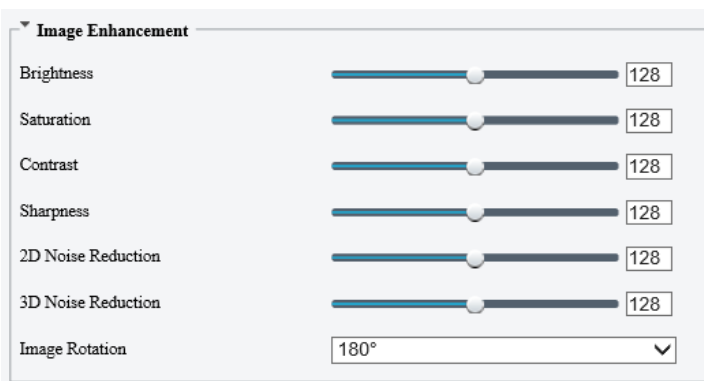 Image Enhancement
Brightness 128
Saturation 128
Contrast 128
Sharpness 128
2D Noise Reduction 128
3D Noise Reduction 128
Image Rotation 180°